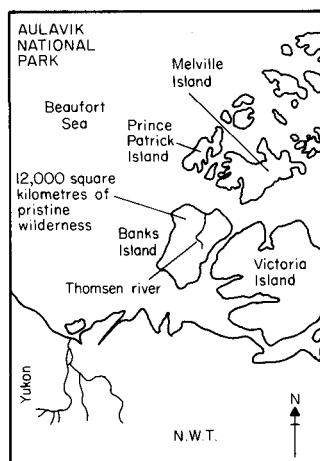 AULAVIK
NATIONAL
PARK
Melville
Island
Beaufort
Sea
Prince
Patrick
Island
12,000 square
kilometres of
pristine
wilderness
Banks
Island
Victoria
Island
Thomsen river
Yukon
N.W.T.
N